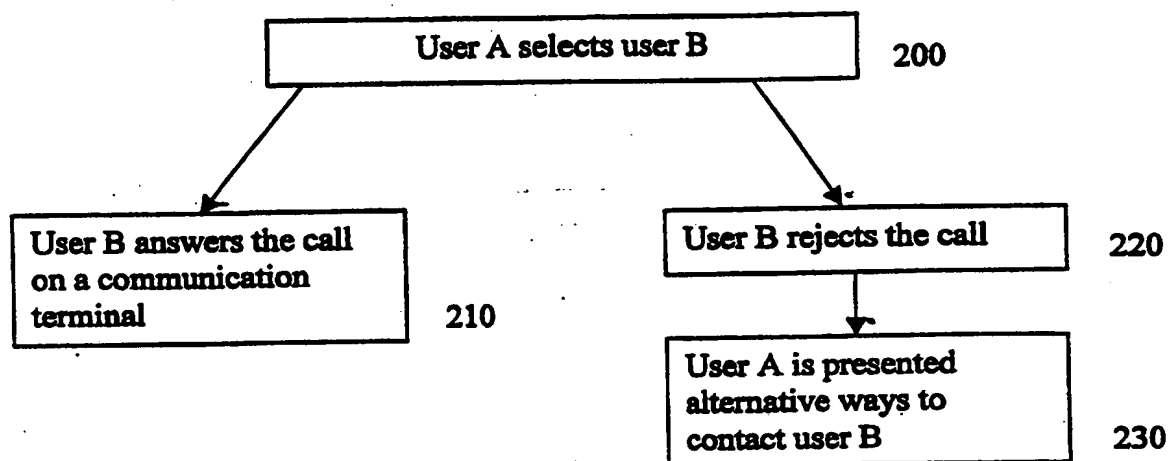 User A selects user B
200
User B answers the call
on a communication
terminal
210
User B rejects the call
220
User A is presented
alternative ways to
contact user B
230